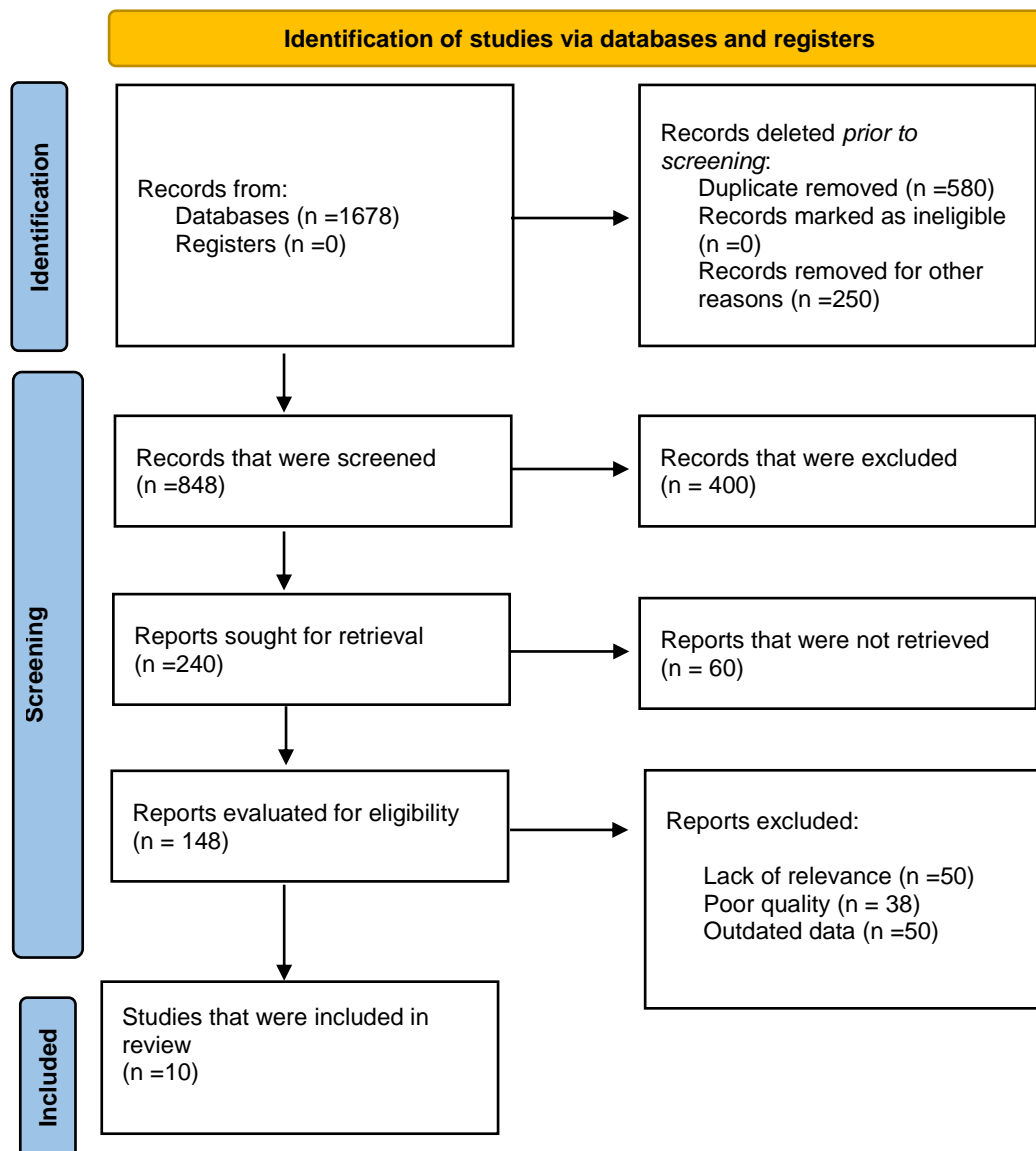 Identification of studies via databases and registers
Identification
Records from:
Databases (n =1678)
Registers (n =0)
Records deleted prior to
screening:
Duplicate removed (n =580)
Records marked as ineligible
(n =0)
Records removed for other
reasons (n =250)
Screening
Records that were screened
(n =848)
Records that were excluded
(n = 400)
Reports sought for retrieval
(n =240)
Reports that were not retrieved
(n = 60)
Reports evaluated for eligibility
(n = 148)
Reports excluded:
Lack of relevance (n =50)
Poor quality (n = 38)
Outdated data (n =50)
Included
Studies that were included in
review
(n =10)